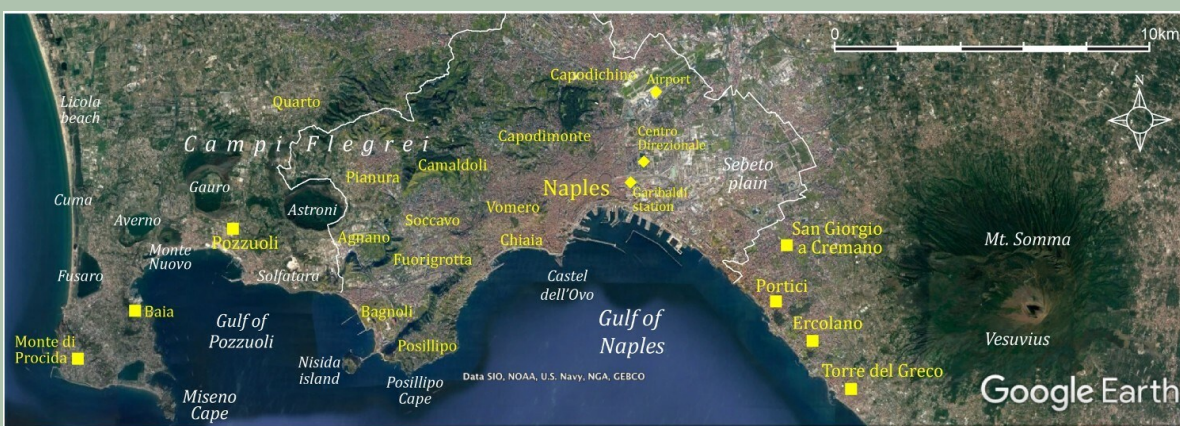 0
10km
N
Capodichino
Airport
Licola
beach
Quarto
Campi Flegrei
Capodimonte
Centro
Direzionale
Camaldoli
Sebeto
plain
Pianura
Gauro
Naples
Garibaldi
station
Cuma
Astroni
Averno
Soccavo
Vomero
Pozzuoli
Agnano
Chiaia
San Giorgio
a Cremano
Mt. Somma
Monte
Nuovo
Fuorigrotta
Fusaro
Solfatara
Castel
dell'Ovo
Portici
Baia
Bagnoli
Gulf of
Pozzuoli
Gulf of
Naples
Ercolano
Vesuvius
Monte di
Procida
Posillipo
Nisida
island
Torre del Greco
Posillipo
Cape
Data SIO, NOAA, U.S. Navy, NGA, GEBCO
Miseno
Cape
Google Earth